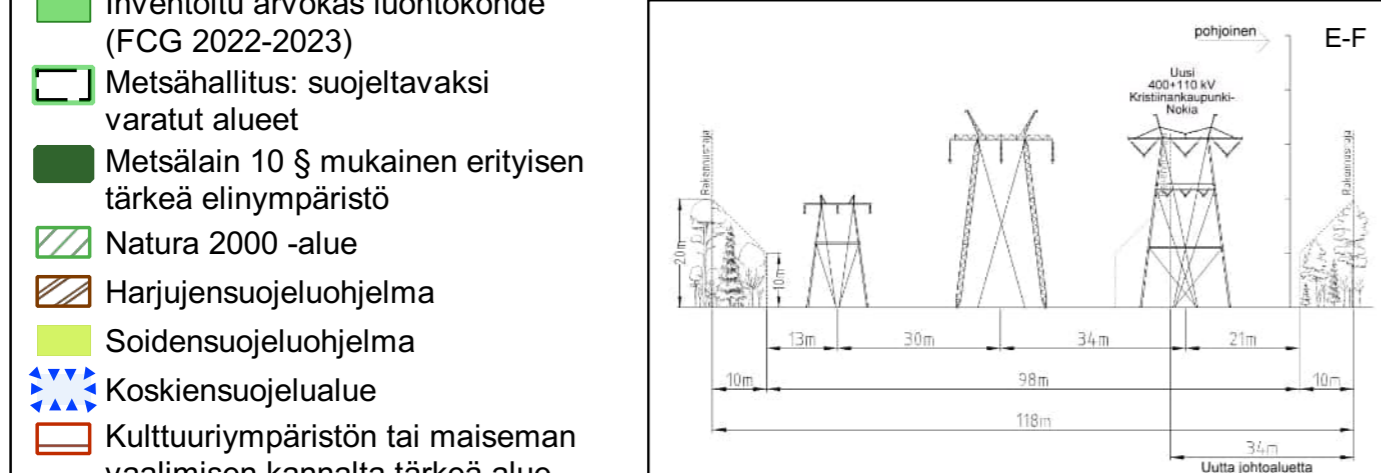 Inventoitu arvokas luontokohde
(FCG 2022-2023)
Metsähallitus: suojeltavaksi
varatut alueet
Metsälain 10 § mukainen erityisen
tärkeä elinympäristö
Natura 2000 -alue
Harjujensuojeluohjelma
Soidensuojeluohjelma
Koskiensuojelualue
Kulttuuriympäristön tai maiseman
vaalimisen kannalta tärkeä alue
pohjoinen
E-F
Uusi
400+110 kV
Kristiinankaupunki-
Nokia
Rakennusraja
Rakennusraja
20m
10m
13m
30m
34m
21m
10m
98m
10m
118m
34m
Uutta johtoaluetta